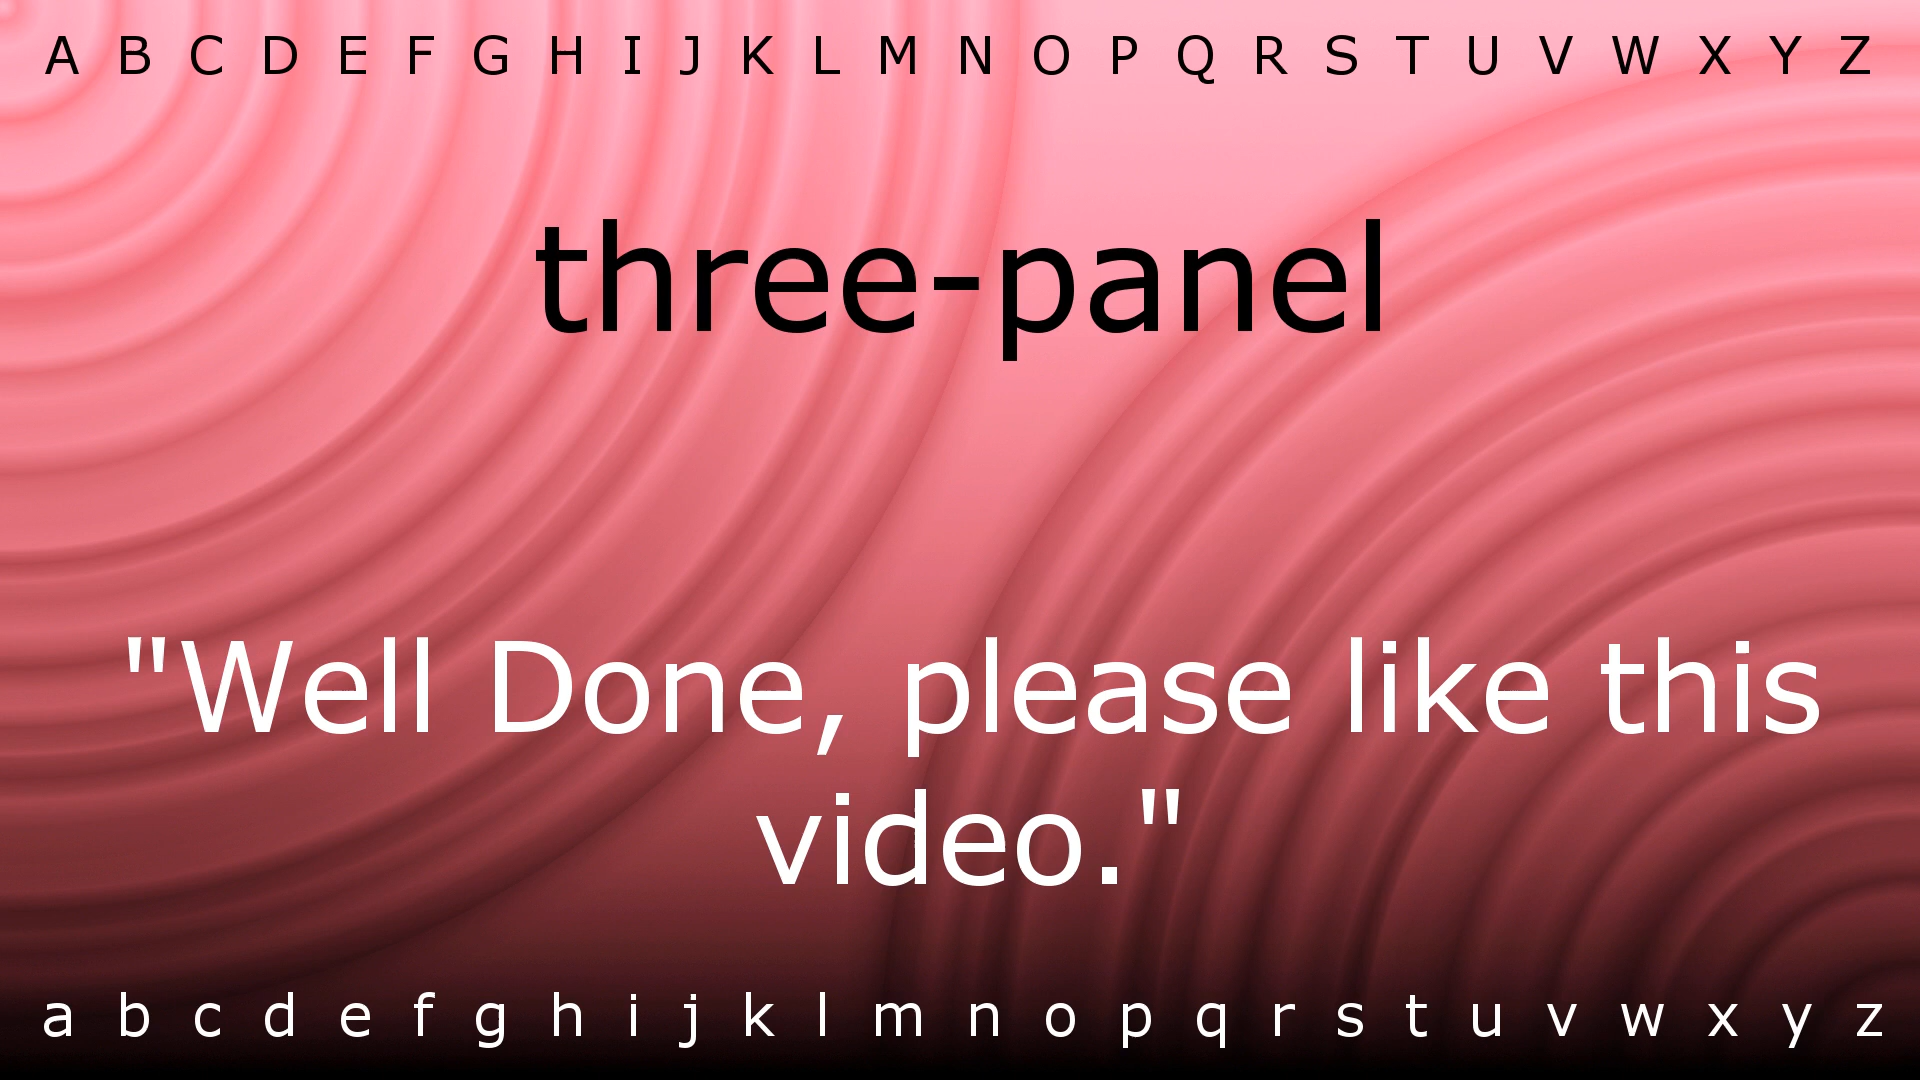 A B C D E F G H I J K L M N O P Q R S T U V W X Y Z
three-panel
"Well Done, please like this
video."
a b c d e f g h i j k l m n o p q r s t u v w x y z